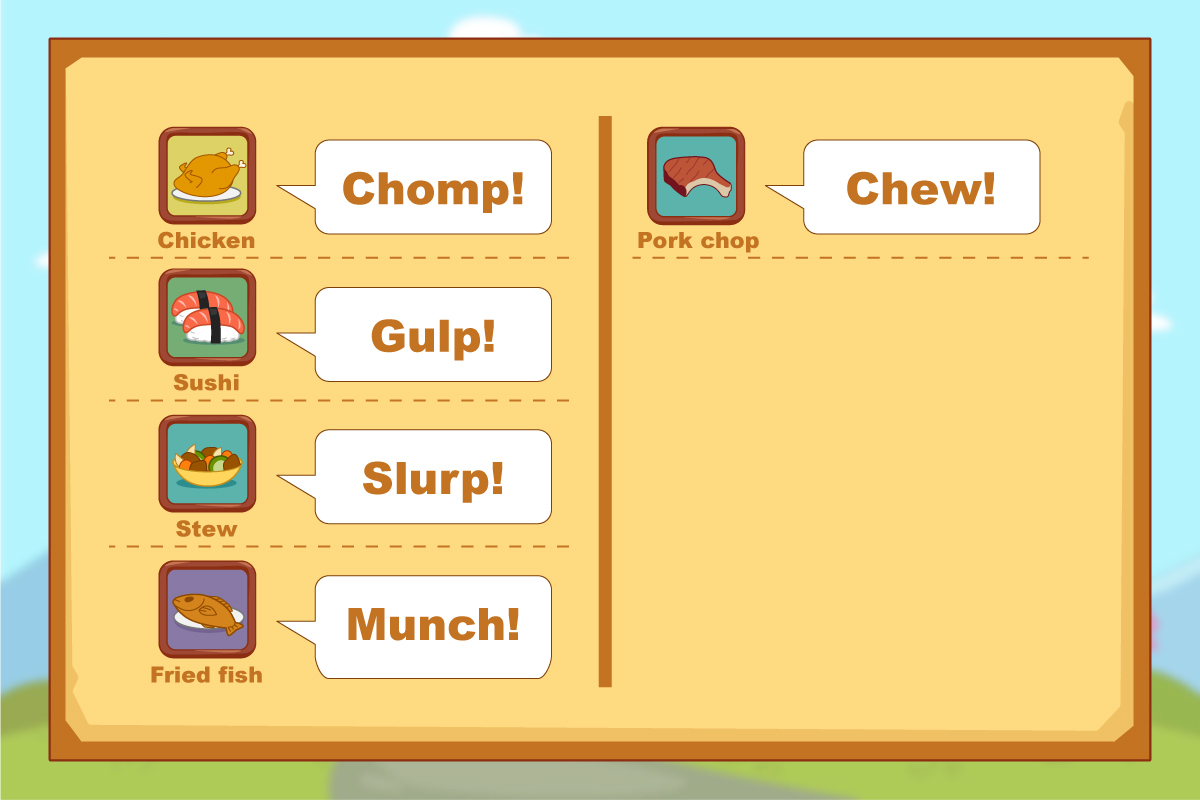 Chomp!
Chicken
Gulp!
Sushi
Slurp!
Stew
Munch!
Fried fish
Chew!
Pork chop